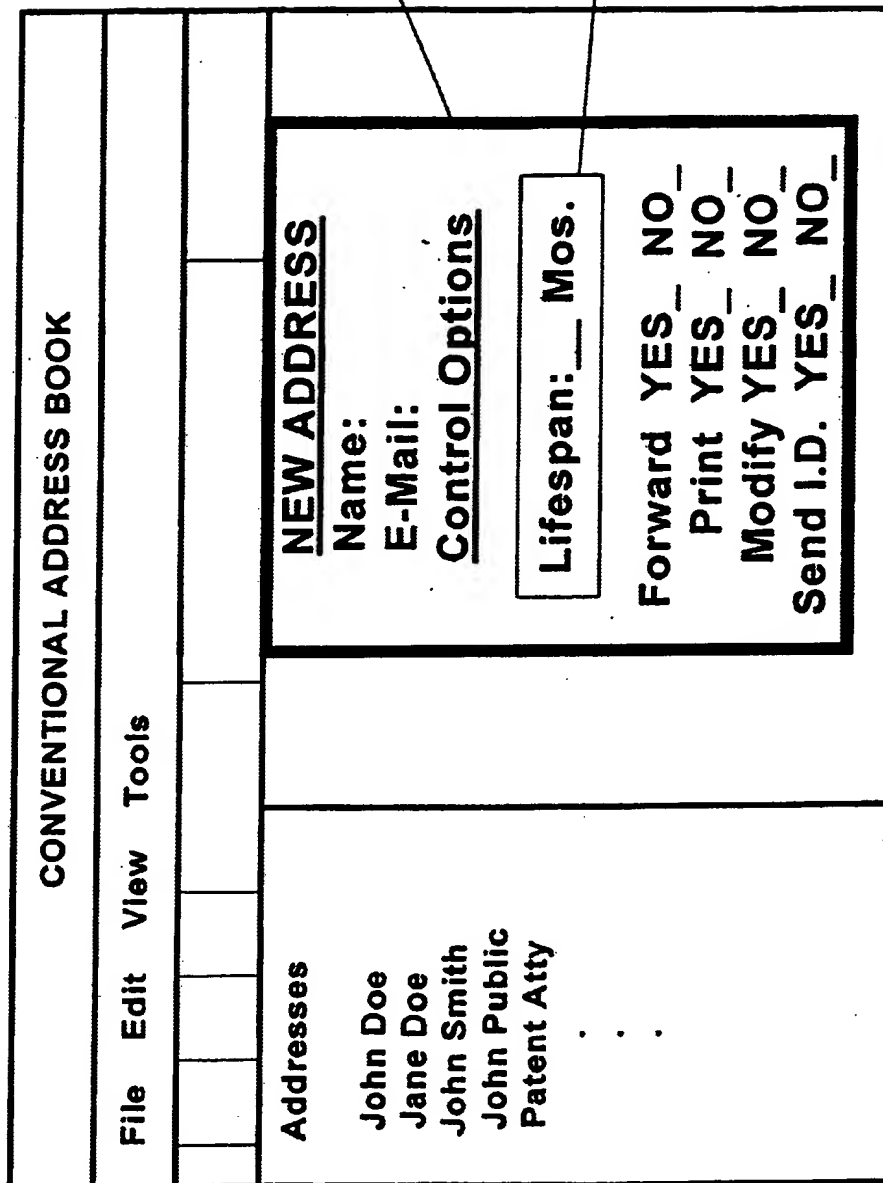 CONVENTIONAL ADDRESS BOOK
File Edit View Tools
Addresses
John Doe
Jane Doe
John Smith
John Public
Patent Atty
. . .
NEW ADDRESS
Name:
E-Mail:
Control Options
Lifespan:__ Mos.
Forward YES_ NO_
Print YES_ NO_
Modify YES_ NO_
Send I.D. YES_ NO_